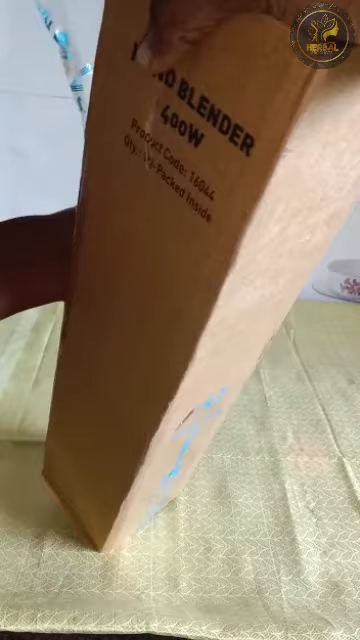 BLENDER
400W
Product Code: 16044
Packed Inside
HERBAL